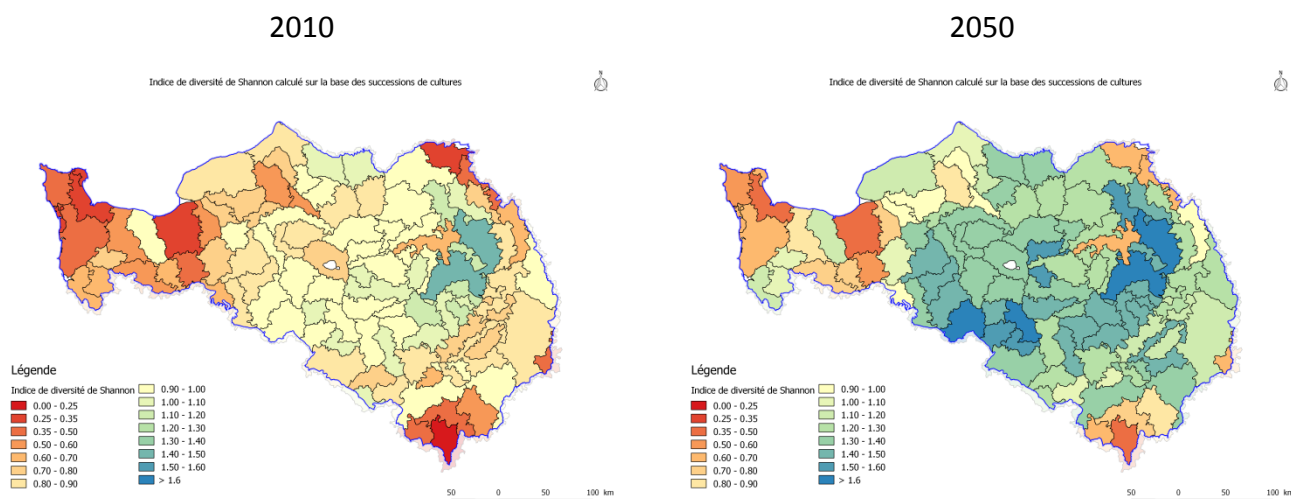 2010
2050
Indice de diversité de Shannon calculé sur la base des successions de cultures
N
Indice de diversité de Shannon calculé sur la base des successions de cultures
N
Légende
Indice de diversité de Shannon
0.00 - 0.25
0.25 - 0.35
0.35 - 0.50
0.50 - 0.60
0.60 - 0.70
0.70 - 0.80
0.80 - 0.90
0.90 - 1.00
1.00 - 1.10
1.10 - 1.20
1.20 - 1.30
1.30 - 1.40
1.40 - 1.50
1.50 - 1.60
> 1.6
50 0 50 100 km
Légende
Indice de diversité de Shannon
0.00 - 0.25
0.25 - 0.35
0.35 - 0.50
0.50 - 0.60
0.60 - 0.70
0.70 - 0.80
0.80 - 0.90
0.90 - 1.00
1.00 - 1.10
1.10 - 1.20
1.20 - 1.30
1.30 - 1.40
1.40 - 1.50
1.50 - 1.60
> 1.6
50 0 50 100 km